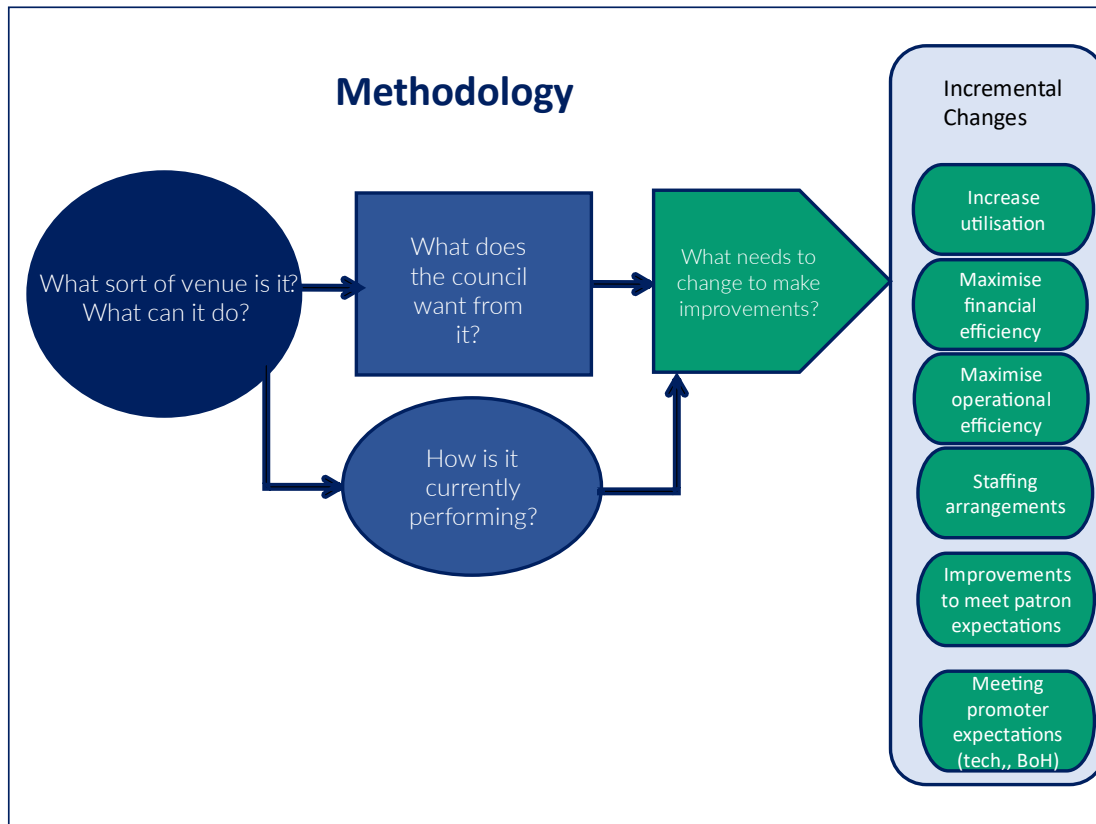 Methodology
What sort of venue is it?
What can it do?
What does
the council
want from
it?
How is it
currently
performing?
What needs to
change to make
improvements?
Incremental
Changes
Increase
utilisation
Maximise
financial
efficiency
Maximise
operational
efficiency
Staffing
arrangements
Improvements
to meet patron
expectations
Meeting
promoter
expectations
(tech,, BoH)